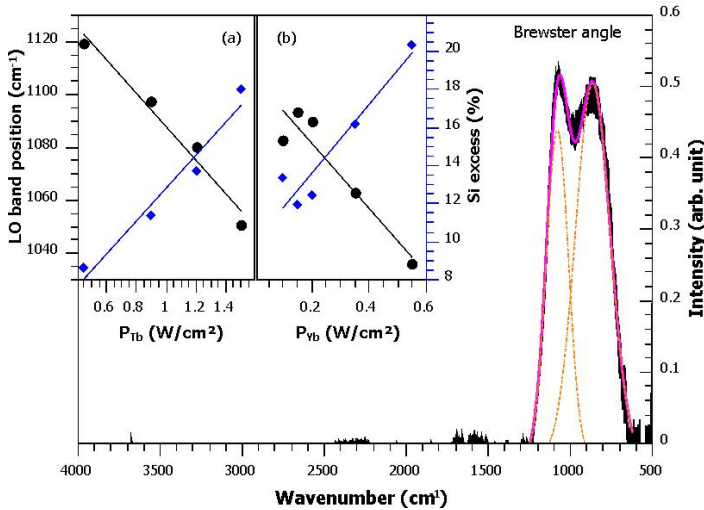 (a) (b) Brewster angle
LO band position (cm⁻¹)
1120
1100
1080
1060
1040
0.6 0.8 1 1.2 1.4
P_Tb (W/cm²)
0.2 0.4 0.6
P_Yb (W/cm²)
20
18
16
14
12
10
8
Si excess (%)
0.6
0.5
0.4
0.3
0.2
0.1
0
Intensity (arb. unit)
4000 3500 3000 2500 2000 1500 1000 500
Wavenumber (cm¹)